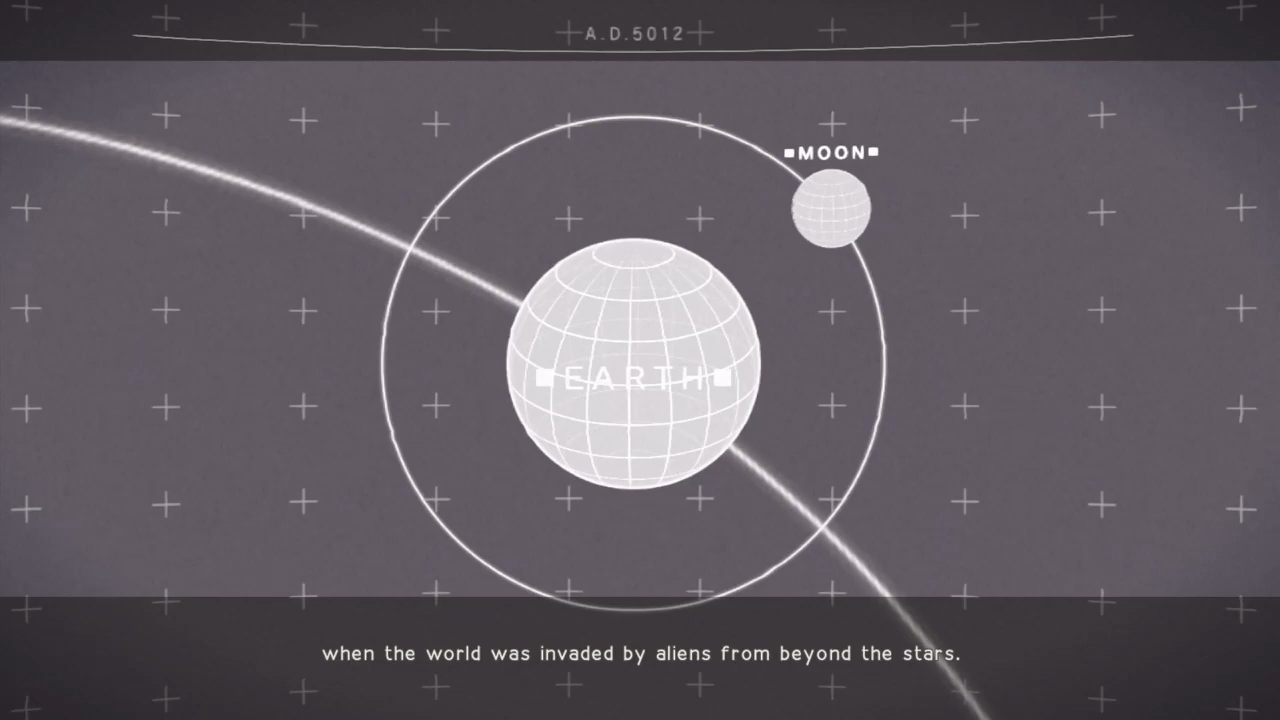 A.D.5012
MOON
EARTH
when the world was invaded by aliens from beyond the stars.